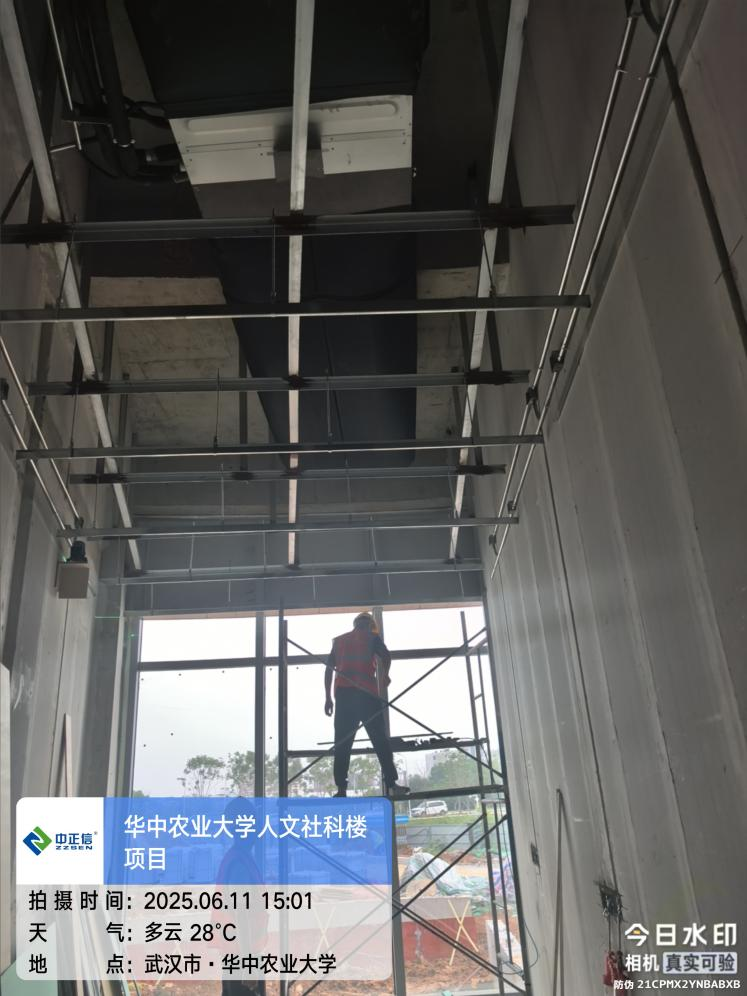 中正信®
ZZSEN
华中农业大学人文社科楼
项目
拍摄时间：2025.06.11 15:01
天气：多云 28°C
地点：武汉市·华中农业大学
今日水印
相机 真实可验
防伪 21CPMX2YNBABXB